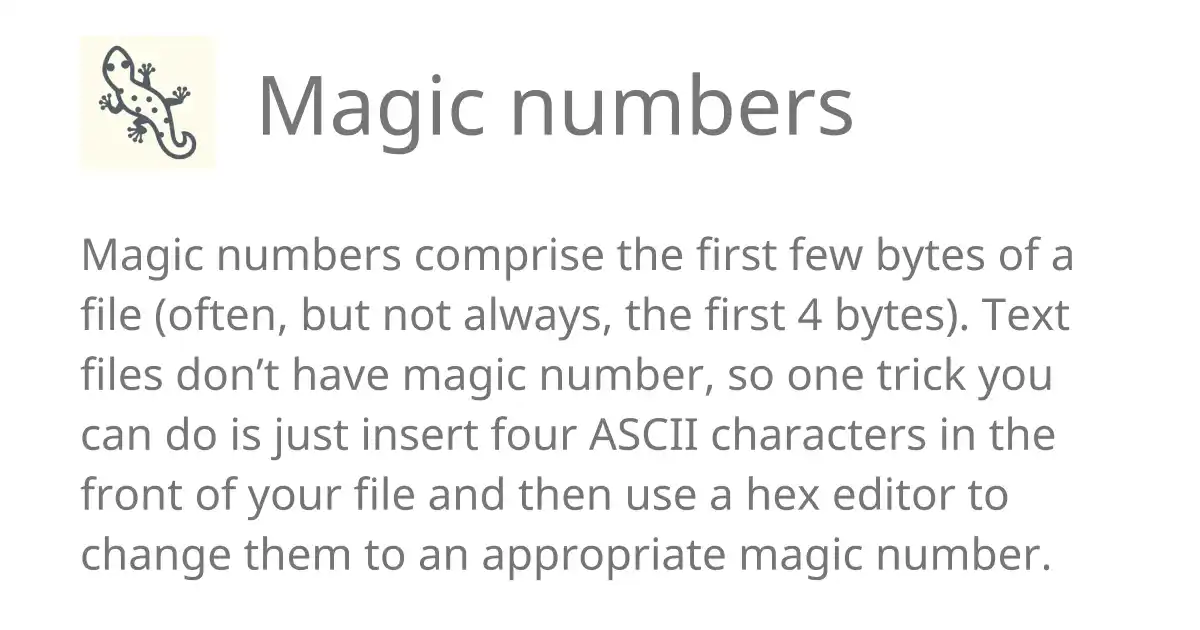 Magic numbers
Magic numbers comprise the first few bytes of a
file (often, but not always, the first 4 bytes). Text
files don’t have magic number, so one trick you
can do is just insert four ASCII characters in the
front of your file and then use a hex editor to
change them to an appropriate magic number.